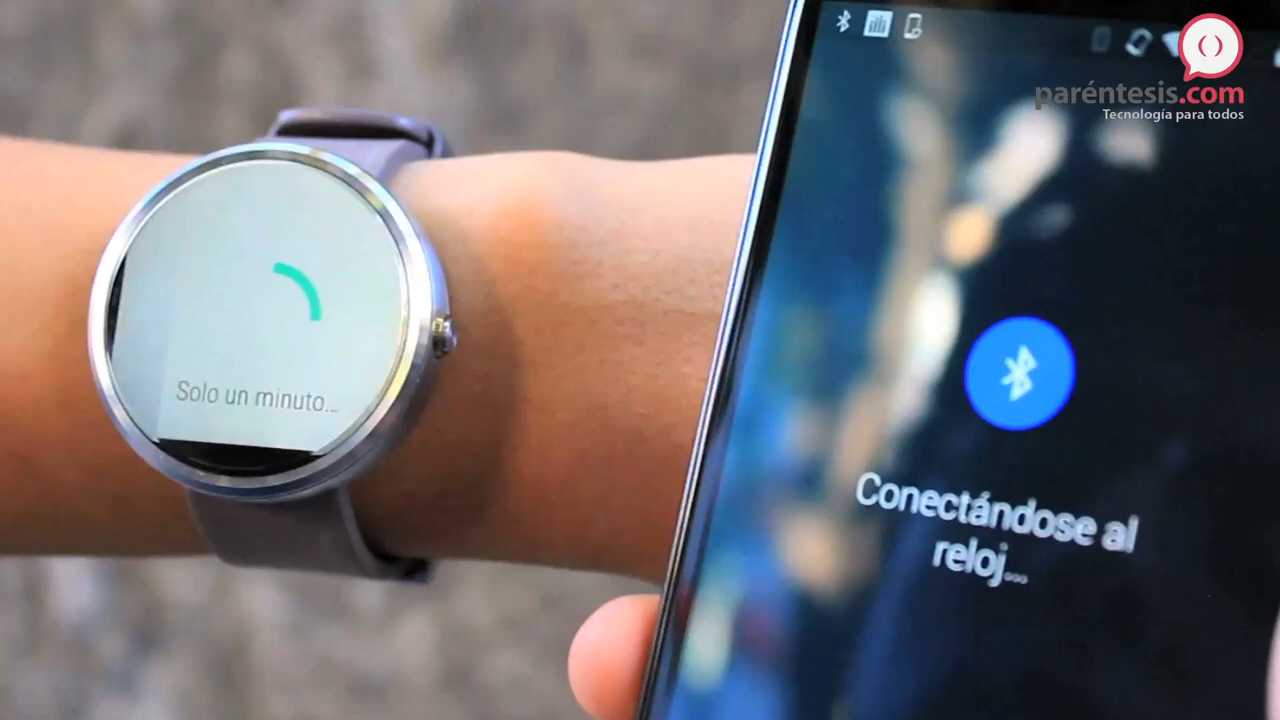 paréntesis.com
Tecnología para todos
Solo un minuto...
Conectándose al
reloj...